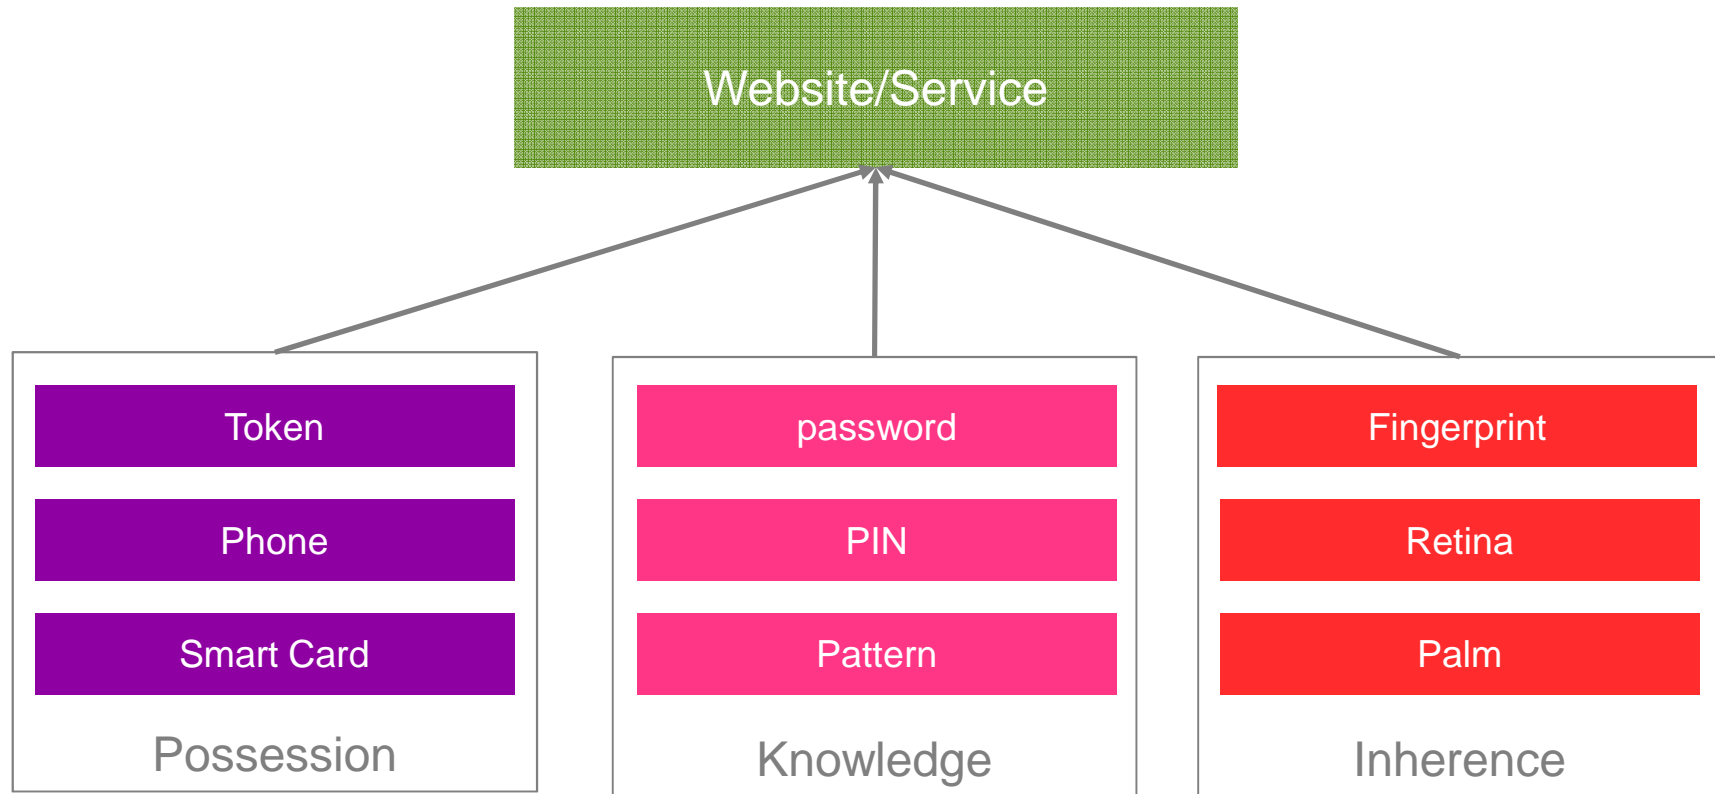 Website/Service
Token
Phone
Smart Card
Possession
password
PIN
Pattern
Knowledge
Fingerprint
Retina
Palm
Inherence